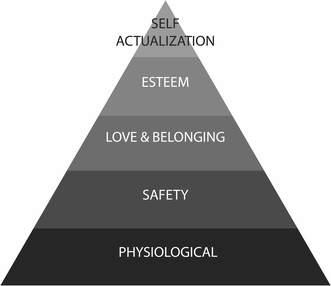 SELF
ACTUALIZATION
ESTEEM
LOVE & BELONGING
SAFETY
PHYSIOLOGICAL